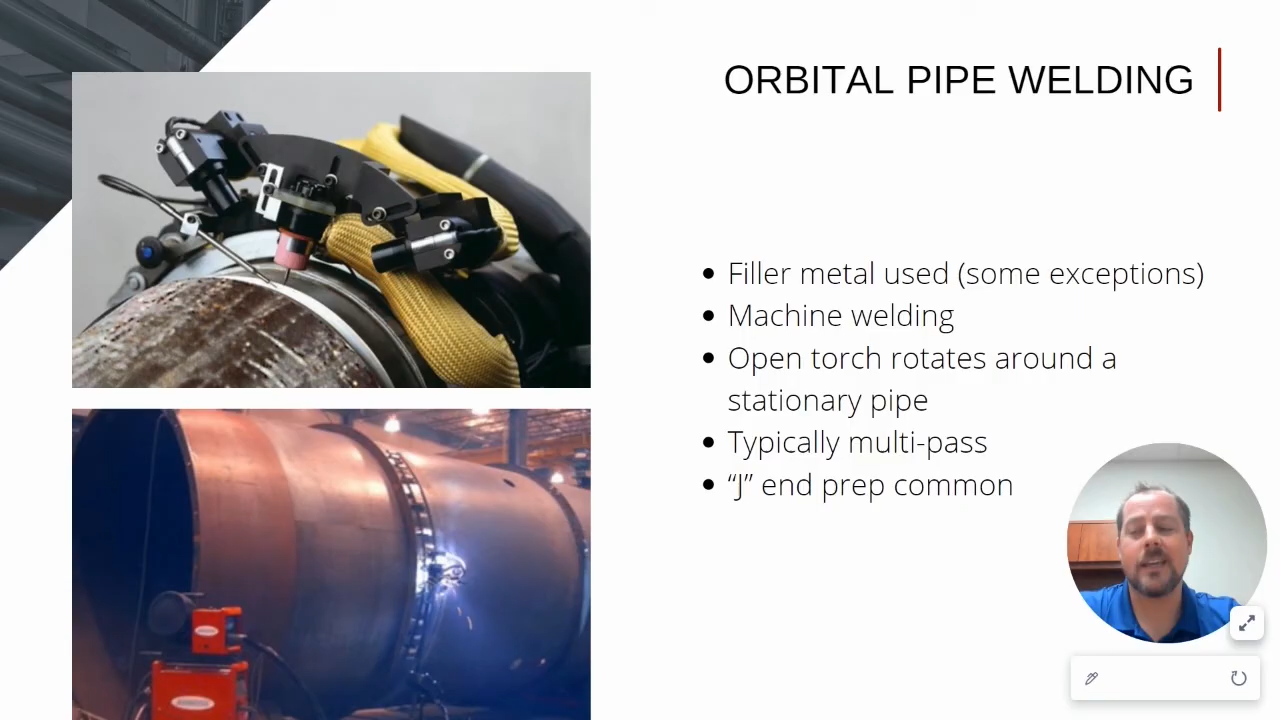 ORBITAL PIPE WELDING
• Filler metal used (some exceptions)
• Machine welding
• Open torch rotates around a
stationary pipe
• Typically multi-pass
• “J” end prep common